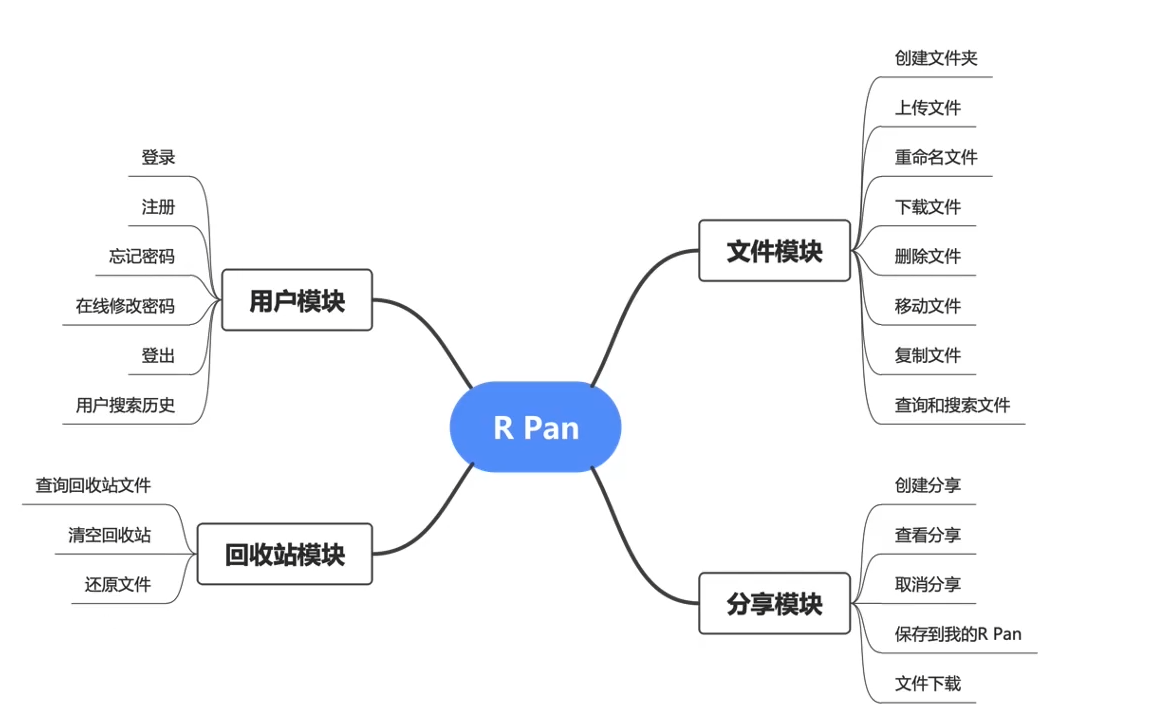 R Pan
用户模块
登录
注册
忘记密码
在线修改密码
登出
用户搜索历史
回收站模块
查询回收站文件
清空回收站
还原文件
文件模块
创建文件夹
上传文件
重命名文件
下载文件
删除文件
移动文件
复制文件
查询和搜索文件
分享模块
创建分享
查看分享
取消分享
保存到我的R Pan
文件下载